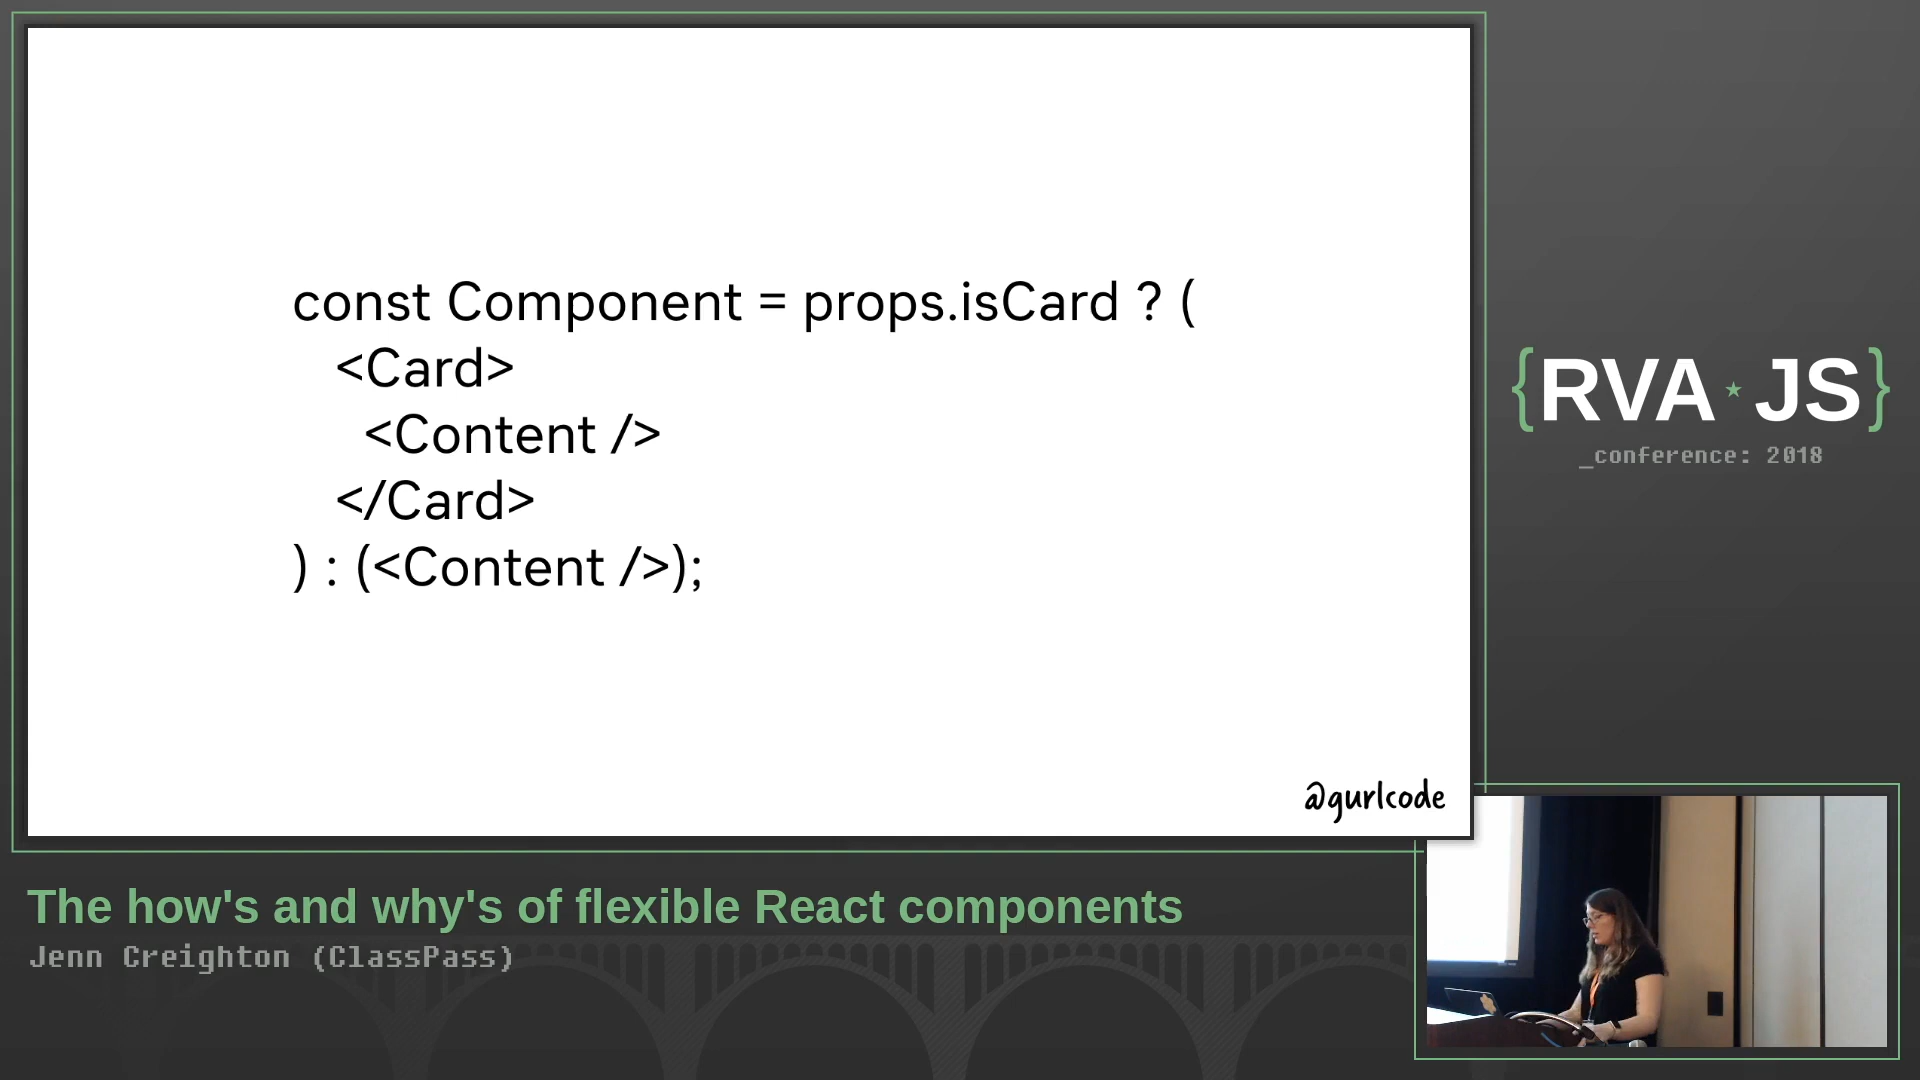 const Component = props.isCard ? (
<Card>
<Content />
</Card>
) : (<Content />);
@gurlcode
{RVA★JS}
_conference: 2018
The how's and why's of flexible React components
Jenn Creighton (ClassPass)